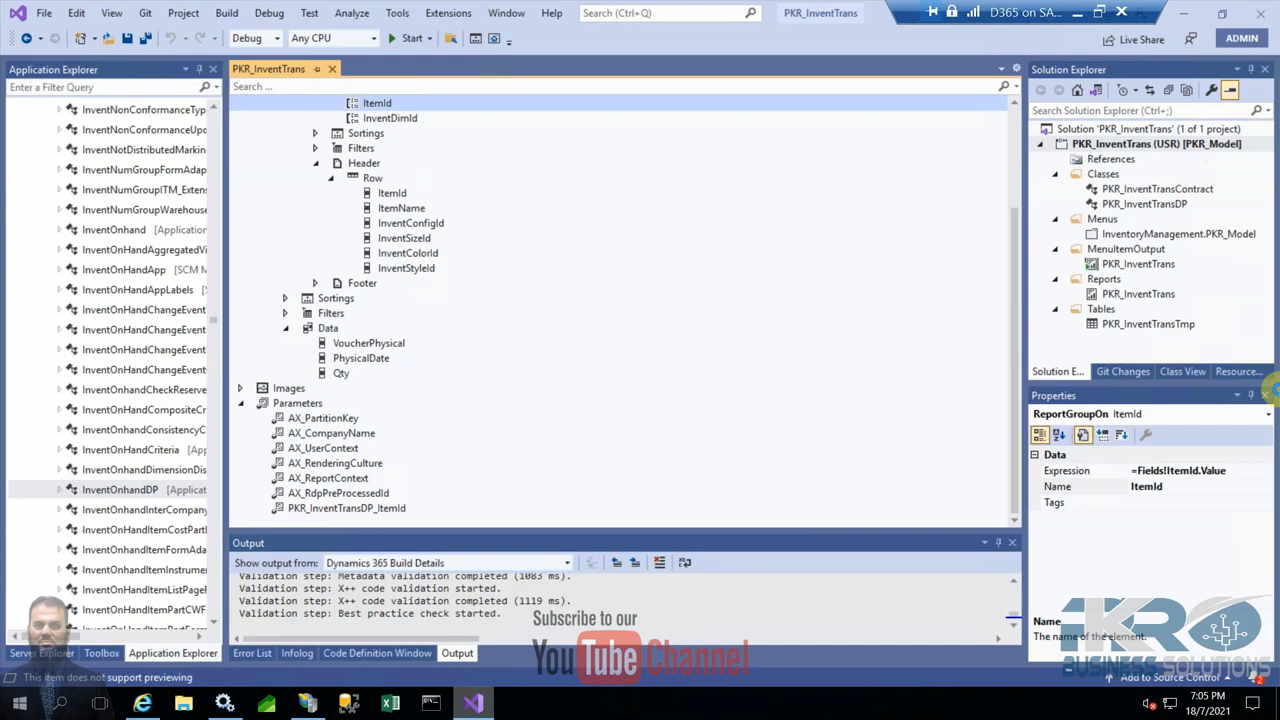 File Edit View Git Project Build Debug Test Analyze Tools Extensions Window Help Search (Ctrl+Q) PKR_InventTrans D365 on SA...
Debug Any CPU Start Live Share ADMIN
Application Explorer
Enter a Filter Query
InventNonConformanceType
InventNonConformanceUpd
InventNotDistributedMarkin
InventNumGroupFormAdap
InventNumGroupITM_Extens
InventNumGroupWarehouse
InventOnhand [Application
InventOnHandAggregatedVi
InventOnHandApp [SCM M
InventOnHandAppLabels [S
InventOnHandChangeEvent
InventOnHandChangeEvent
InventOnHandChangeEvent
InventOnHandChangeEvent
InventOnhandCheckReserve
InventOnHandCompositeCr
InventOnhandConsistencyC
InventOnHandCriteria [Ap
InventOnhandDimensionDis
InventOnhandDP [Applicat
InventOnhandInterCompany
InventOnHandItemCostPart
InventOnhandItemFormAda
InventOnhandItemInstrume
InventOnHandItemListPage
InventOnhandItemPartCWF
Server Explorer Toolbox Application Explorer
PKR_InventTrans
Search ...
ItemId
InventDimId
Sortings
Filters
Header
Row
ItemId
ItemName
InventConfigId
InventSizeId
InventColorId
InventStyleId
Footer
Sortings
Filters
Data
VoucherPhysical
PhysicalDate
Qty
Images
Parameters
AX_PartitionKey
AX_CompanyName
AX_UserContext
AX_RenderingCulture
AX_ReportContext
AX_RdpPreProcessedId
PKR_InventTransDP_ItemId
Output
Show output from: Dynamics 365 Build Details
Validation step: Metadata validation completed (1083 ms).
Validation step: X++ code validation started.
Validation step: X++ code validation completed (1119 ms).
Validation step: Best practice check started.
Error List Infolog Code Definition Window Output
Solution Explorer
Search Solution Explorer (Ctrl+;)
Solution 'PKR_InventTrans' (1 of 1 project)
PKR_InventTrans (USR) [PKR_Model]
References
Classes
PKR_InventTransContract
PKR_InventTransDP
Menus
InventoryManagement.PKR_Model
MenuItemOutput
PKR_InventTrans
Reports
PKR_InventTrans
Tables
PKR_InventTransTmp
Solution E... Git Changes Class View Resource...
Properties
ReportGroupOn ItemId
Data
Expression =Fields!ItemId.Value
Name ItemId
Tags
Name
The name of the element.
Subscribe to our
YouTube Channel
KRO
BUSINESS SOLUTIONS
This item does not support previewing Add to Source Control 2
7:05 PM
18/7/2021